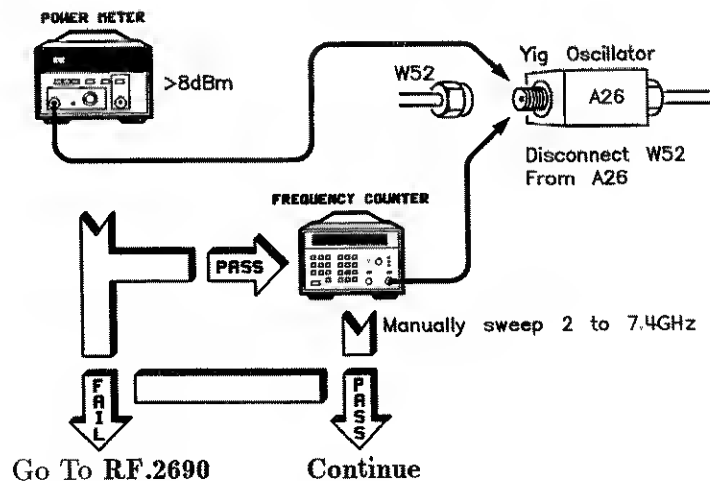 POWER METER
>8dBm
W52
Yig Oscillator
A26
Disconnect W52
From A26
FREQUENCY COUNTER
PASS
Manually sweep 2 to 7.4GHz
FAIL
PASS
Go To RF.2690
Continue